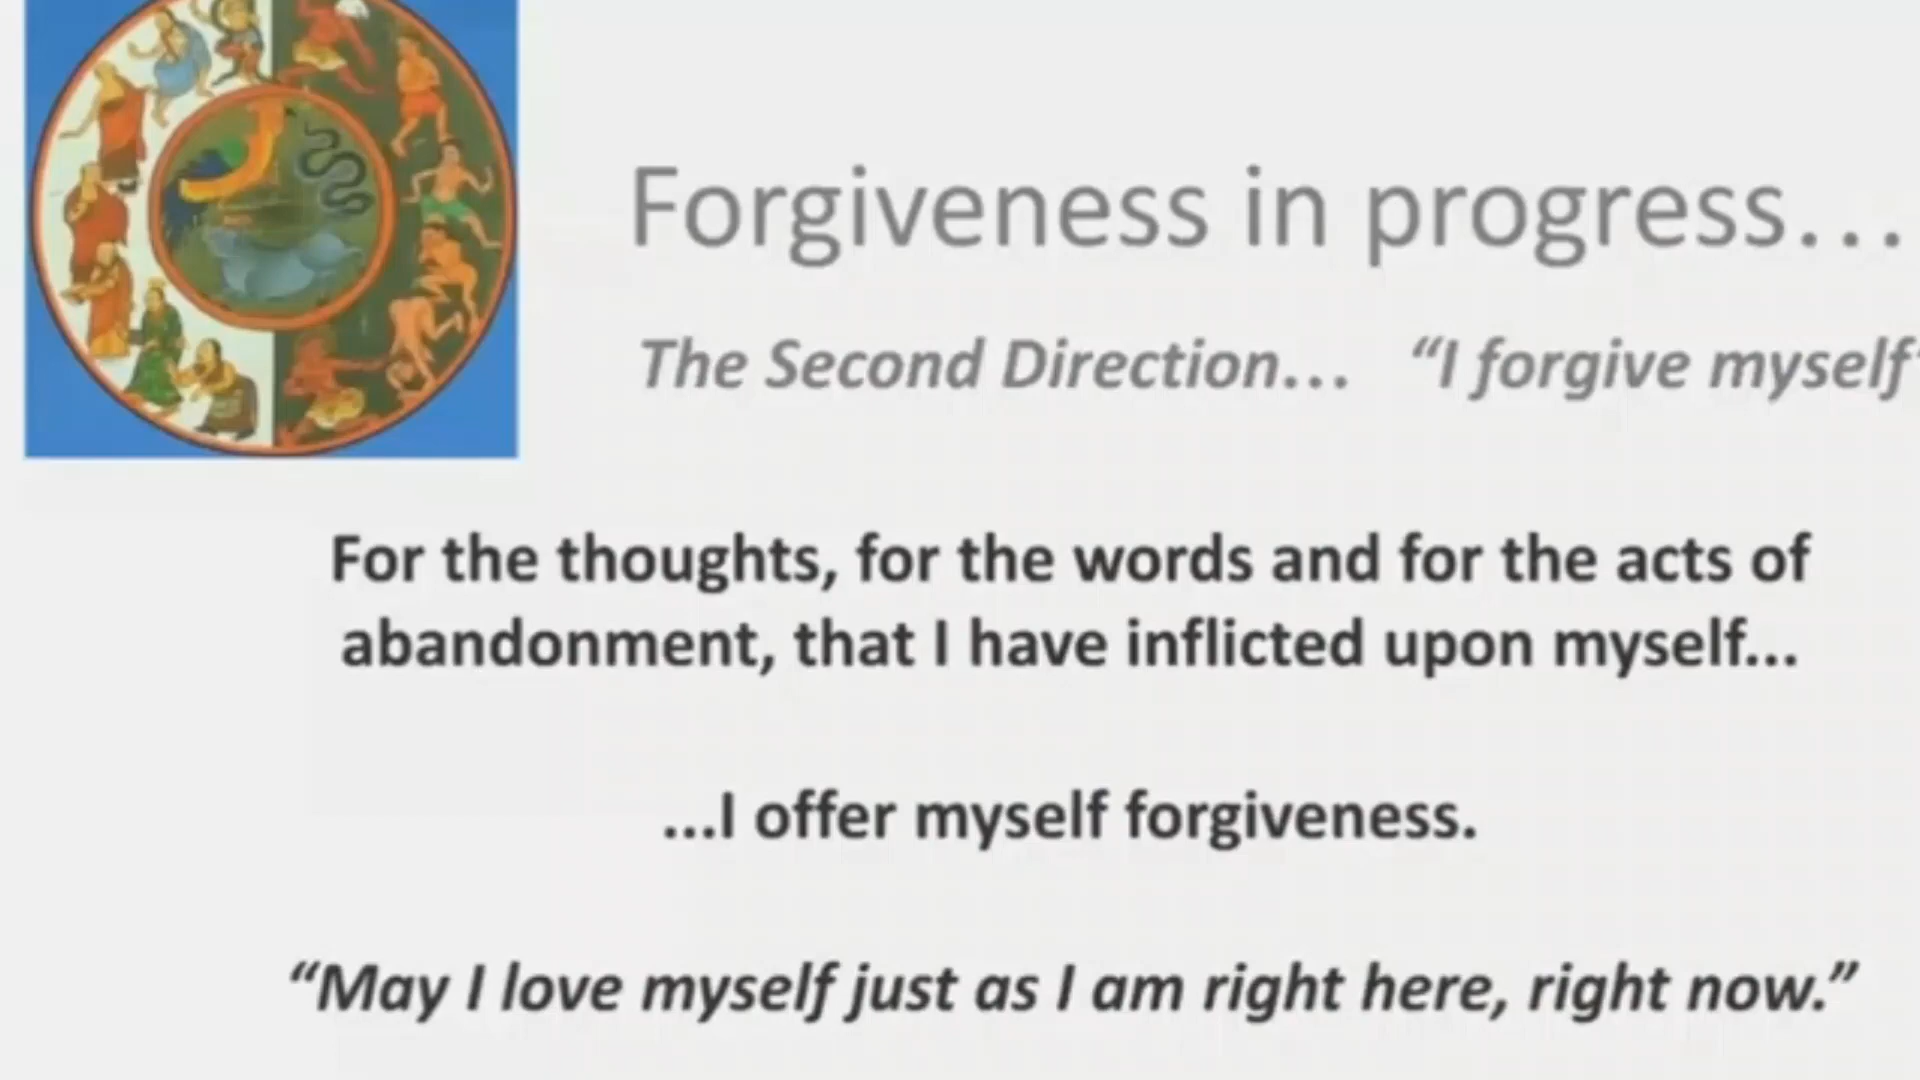 Forgiveness in progress...
The Second Direction... “I forgive myself”
For the thoughts, for the words and for the acts of
abandonment, that I have inflicted upon myself...
...I offer myself forgiveness.
“May I love myself just as I am right here, right now.”